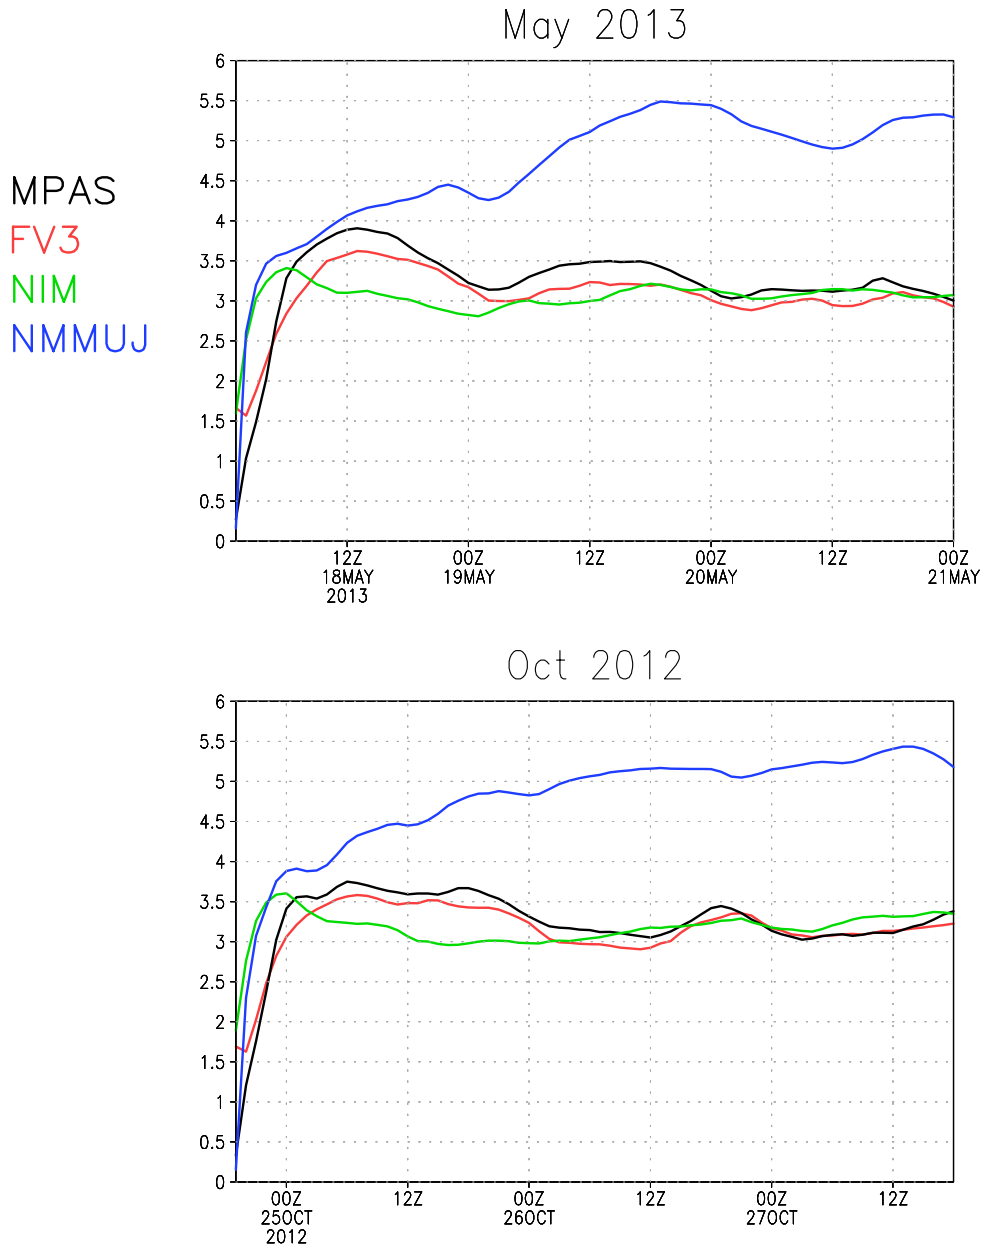 May 2013
MPAS
FV3
NIM
NMMUJ
6
5.5
5
4.5
4
3.5
3
2.5
2
1.5
1
0.5
0
12Z 00Z 12Z 00Z 12Z 00Z
18MAY 19MAY 20MAY 21MAY
2013
Oct 2012
6
5.5
5
4.5
4
3.5
3
2.5
2
1.5
1
0.5
0
00Z 12Z 00Z 12Z 00Z 12Z
25OCT 26OCT 27OCT
2012